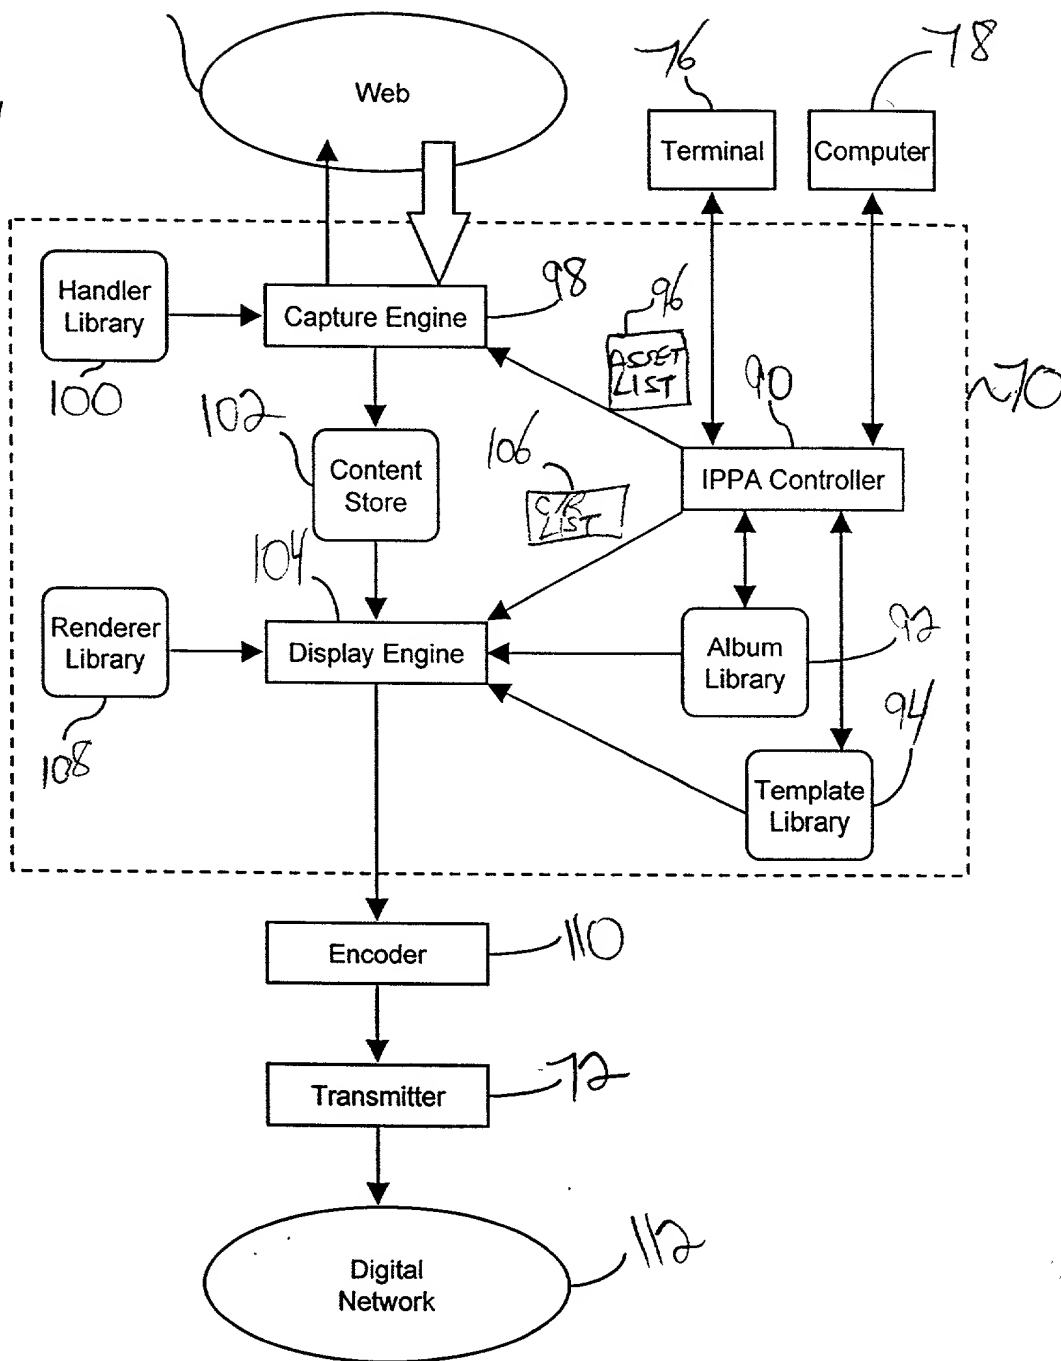 Web
76
78
Terminal
Computer
Handler
Library
100
Capture Engine
98
96
ASSET
LIST
90
~70
102
Content
Store
106
C/R
LIST
IPPA Controller
104
Renderer
Library
108
Display Engine
Album
Library
92
94
Template
Library
Encoder
110
Transmitter
72
Digital
Network
112